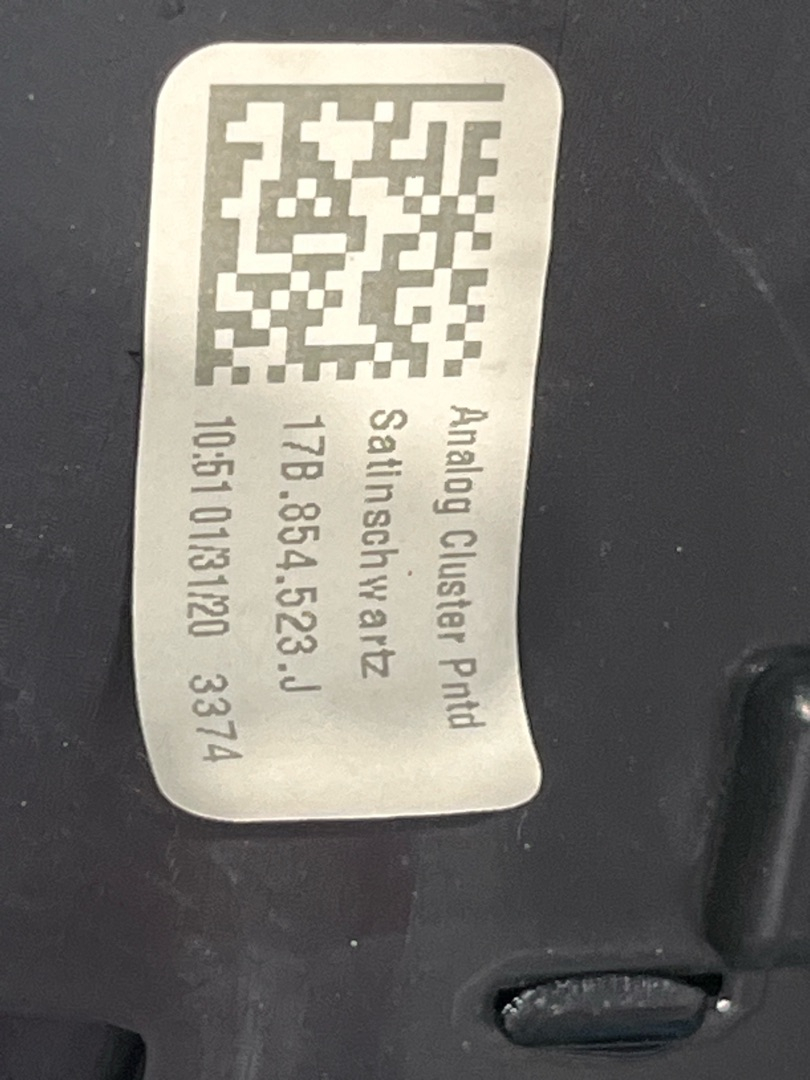 Analog Cluster Pntd
Satinschwartz
17B.854.523.J
10:51 01/31/20 3374